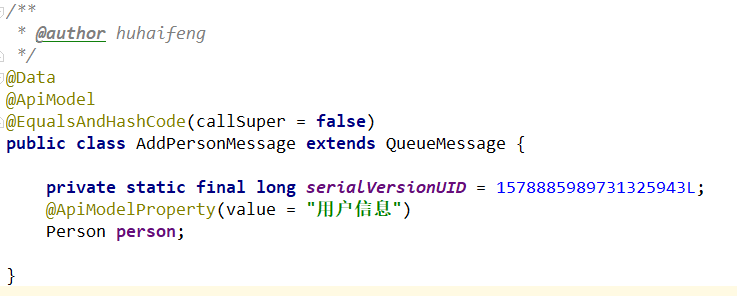 /**
 * @author huhaifeng
 */
@Data
@ApiModel
@EqualsAndHashCode(callSuper = false)
public class AddPersonMessage extends QueueMessage {
private static final long serialVersionUID = 1578885989731325943L;
@ApiModelProperty(value = "用户信息")
Person person;
}